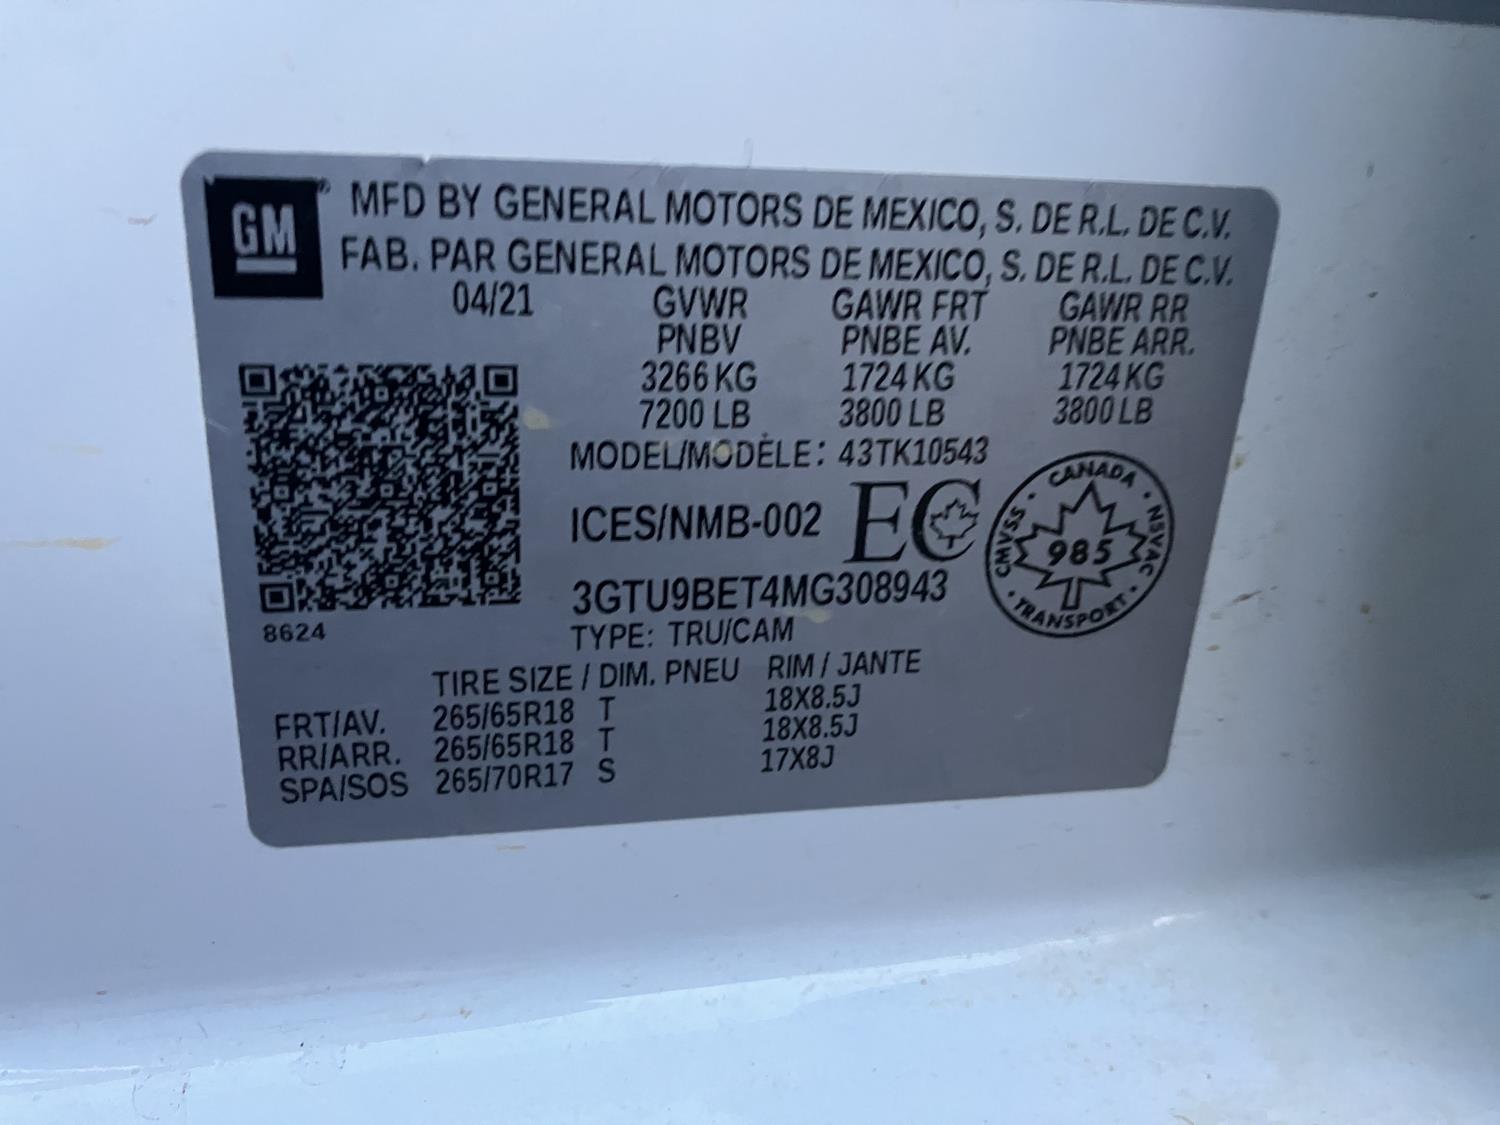 GM
MFD BY GENERAL MOTORS DE MEXICO, S. DE R.L. DE C.V.
FAB. PAR GENERAL MOTORS DE MEXICO, S. DE R.L. DE C.V.
04/21 GVWR GAWR FRT GAWR RR
PNBV PNBE AV. PNBE ARR.
3266 KG 1724 KG 1724 KG
7200 LB 3800 LB 3800 LB
MODEL/MODÈLE: 43TK10543
ICES/NMB-002 EC
CANADA
CMVSS 985 NSVAC
TRANSPORT
3GTU9BET4MG308943
8624 TYPE: TRU/CAM
TIRE SIZE / DIM. PNEU RIM / JANTE
FRT/AV. 265/65R18 T 18X8.5J
RR/ARR. 265/65R18 T 18X8.5J
SPA/SOS 265/70R17 S 17X8J